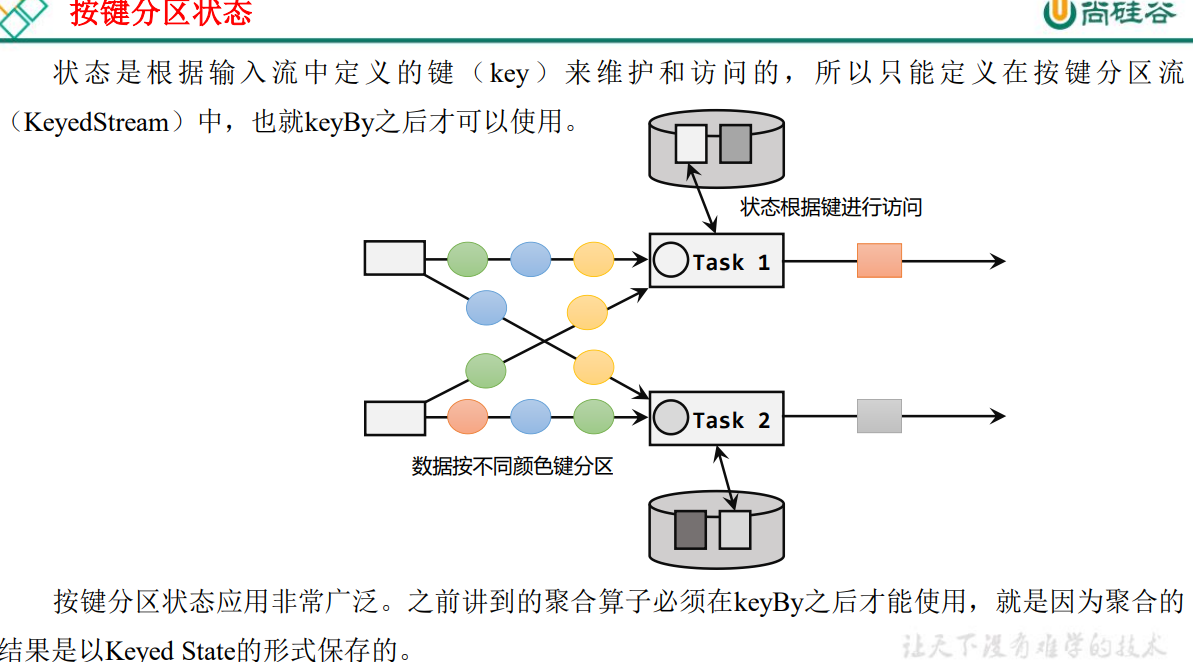 按键分区状态
尚硅谷
状态是根据输入流中定义的键（key）来维护和访问的，所以只能定义在按键分区流
（KeyedStream）中，也就keyBy之后才可以使用。
状态根据键进行访问
Task 1
Task 2
数据按不同颜色键分区
按键分区状态应用非常广泛。之前讲到的聚合算子必须在keyBy之后才能使用，就是因为聚合的
结果是以Keyed State的形式保存的。
让天下没有难学的技术